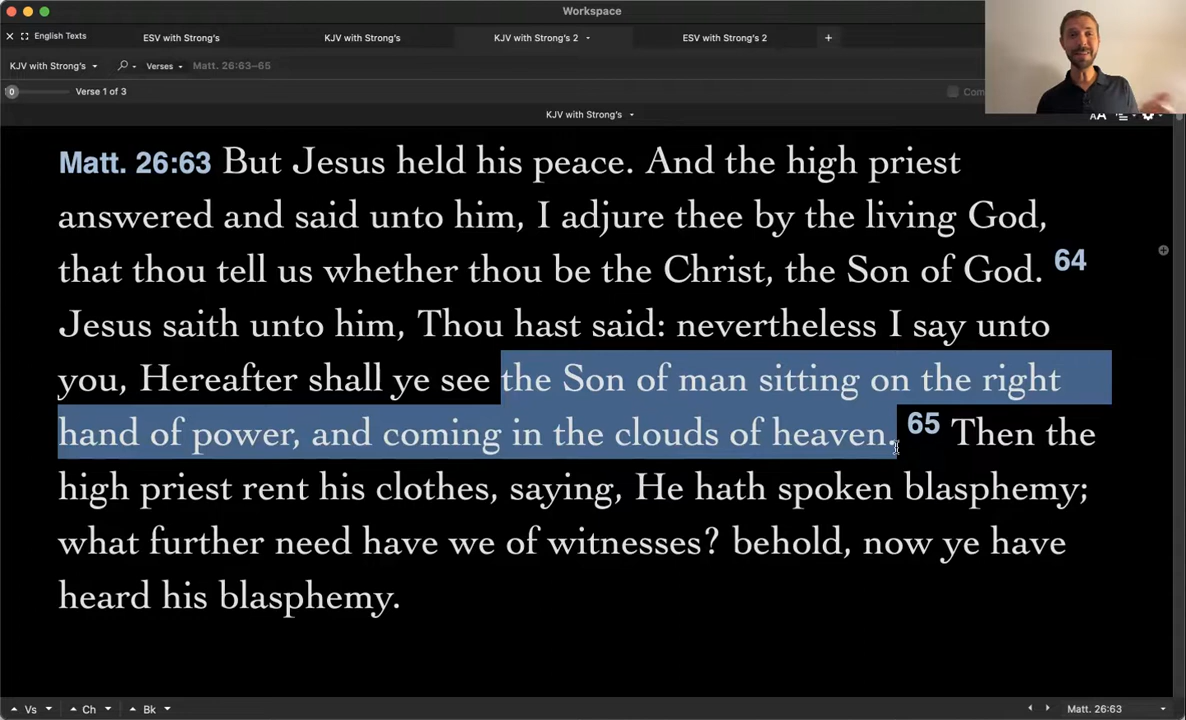 Workspace
English Texts
ESV with Strong's
KJV with Strong's
KJV with Strong's 2
ESV with Strong's 2
KJV with Strong's
Verses
Matt. 26:63–65
0
Verse 1 of 3
Com
KJV with Strong's
AA
Matt. 26:63 But Jesus held his peace. And the high priest
answered and said unto him, I adjure thee by the living God,
that thou tell us whether thou be the Christ, the Son of God. 64
Jesus saith unto him, Thou hast said: nevertheless I say unto
you, Hereafter shall ye see the Son of man sitting on the right
hand of power, and coming in the clouds of heaven. 65 Then the
high priest rent his clothes, saying, He hath spoken blasphemy;
what further need have we of witnesses? behold, now ye have
heard his blasphemy.
Vs
Ch
Bk
Matt. 26:63